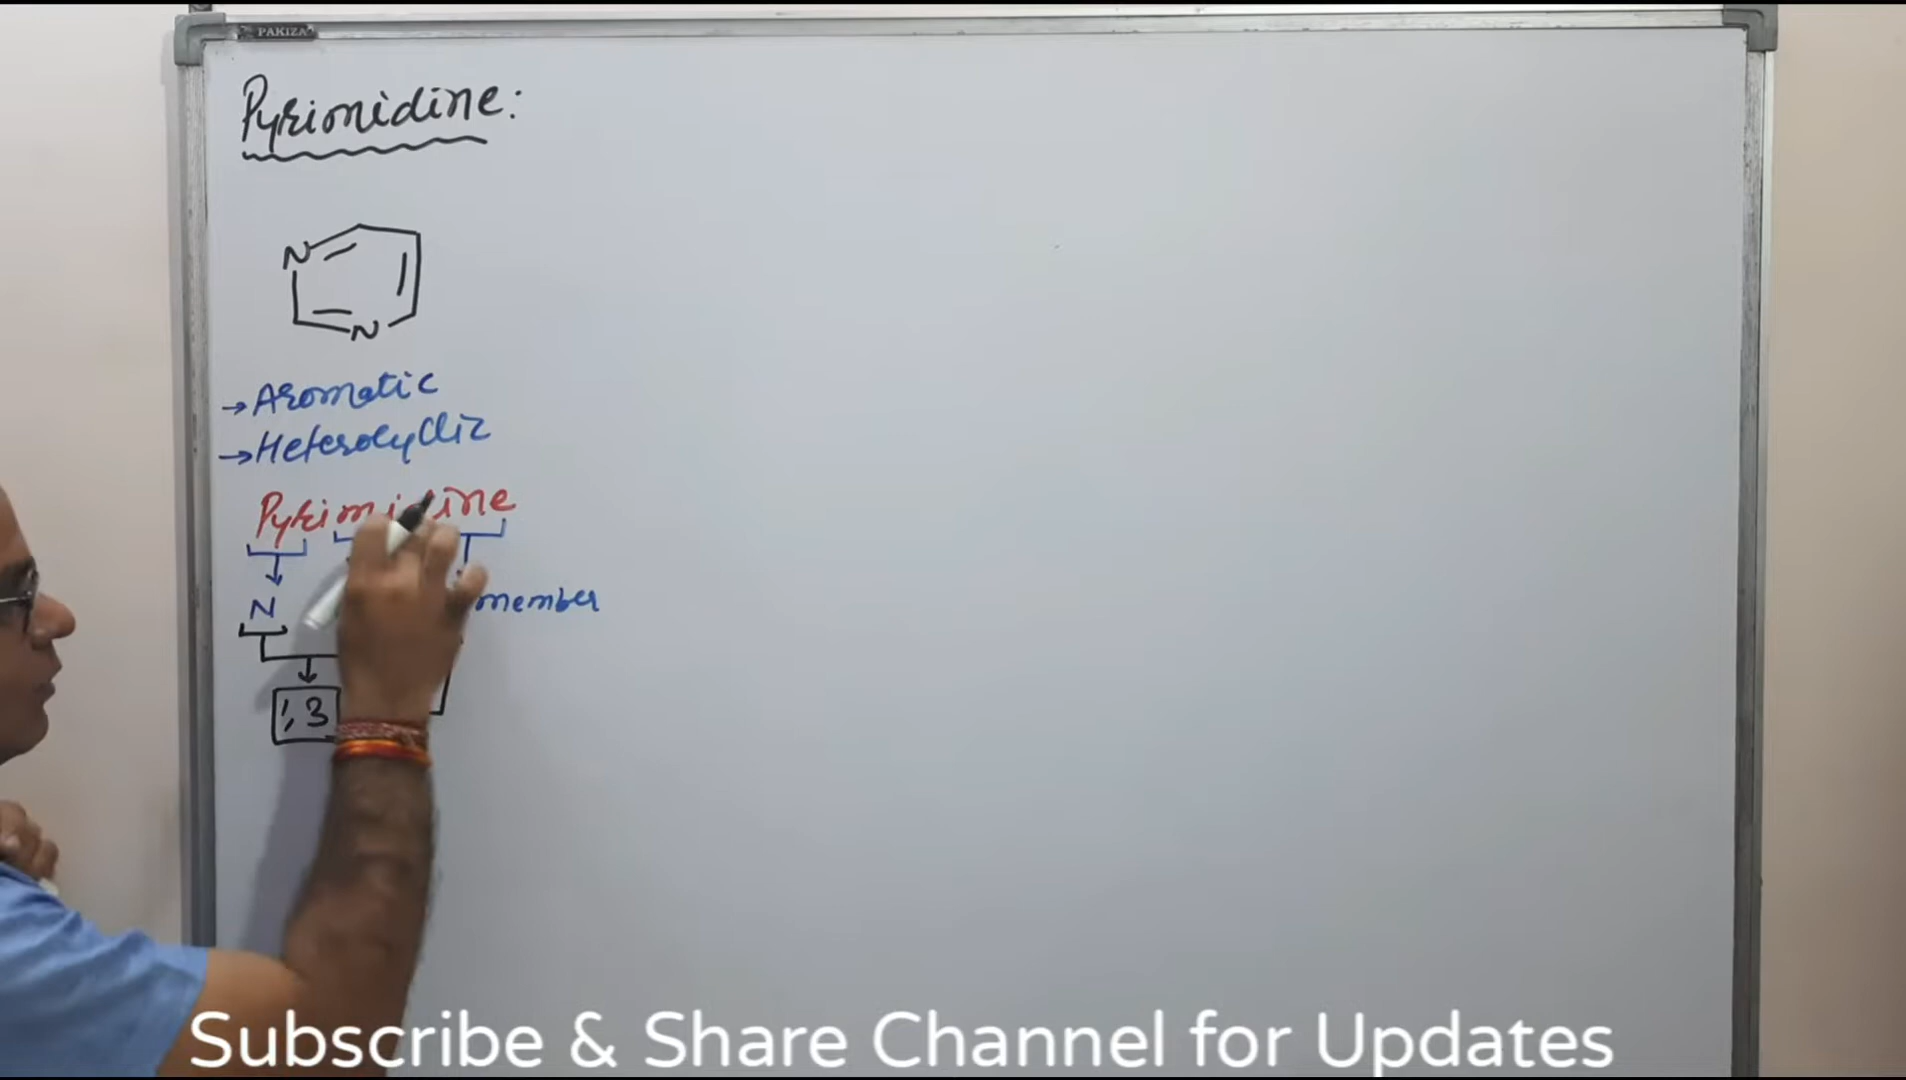 PAKIZA
Pyrimidine:
N
N
→ Aromatic
→ Heterocyclic
Pyrimidine
N
member
1,3
Subscribe & Share Channel for Updates